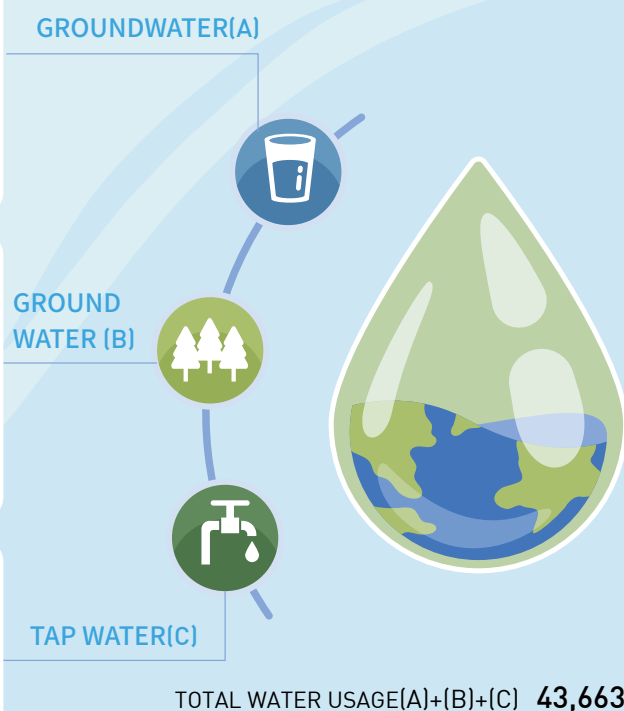 GROUNDWATER(A)
GROUND
WATER (B)
TAP WATER(C)
TOTAL WATER USAGE(A)+(B)+(C) 43,663